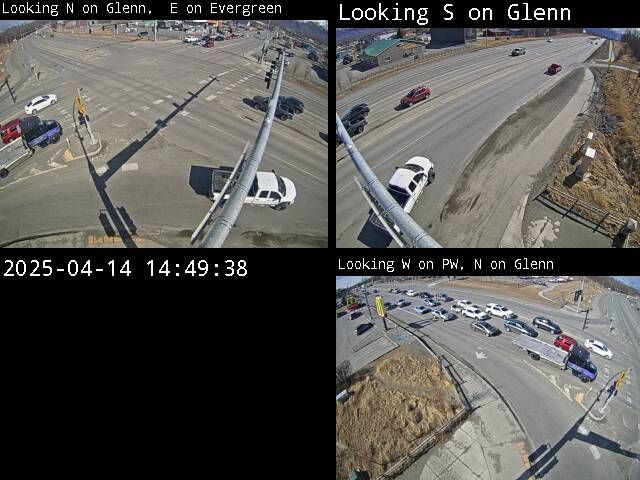 Looking N on Glenn,  E on Evergreen
Looking S on Glenn
2025-04-14 14:49:38
Looking W on PW, N on Glenn